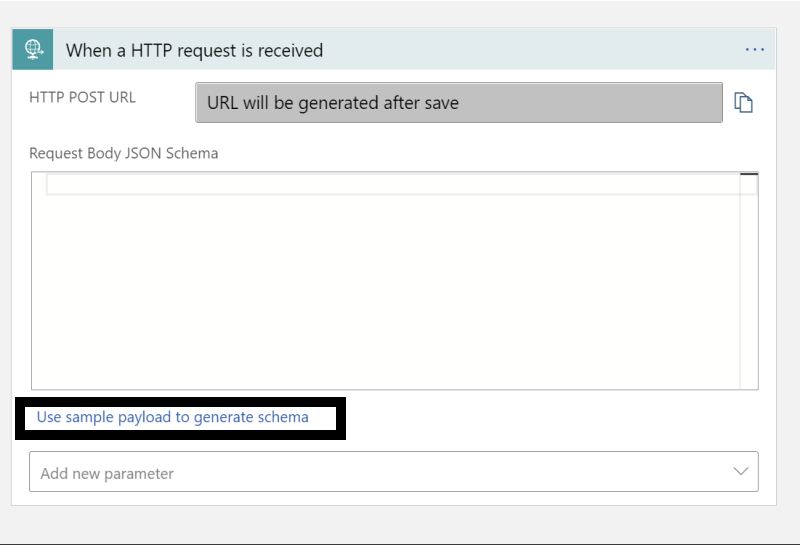 When a HTTP request is received
HTTP POST URL
URL will be generated after save
Request Body JSON Schema
Use sample payload to generate schema
Add new parameter